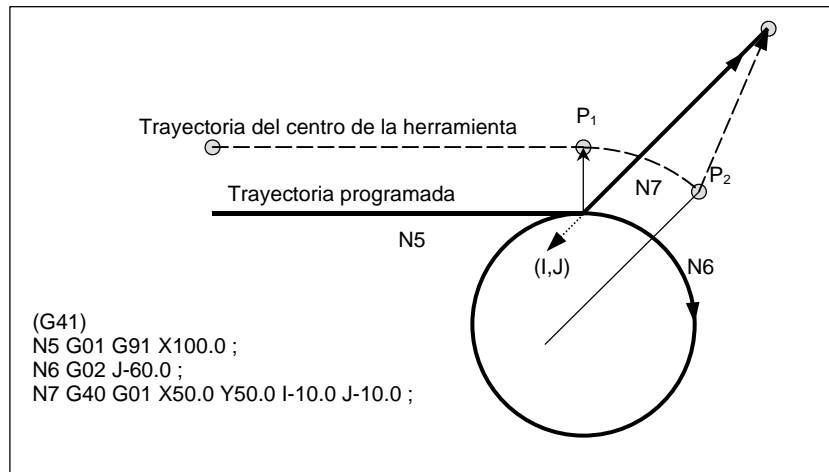 P₁
Trayectoria del centro de la herramienta
P₂
N7
Trayectoria programada
N5
(I,J)
N6
(G41)
N5 G01 G91 X100.0 ;
N6 G02 J-60.0 ;
N7 G40 G01 X50.0 Y50.0 I-10.0 J-10.0 ;